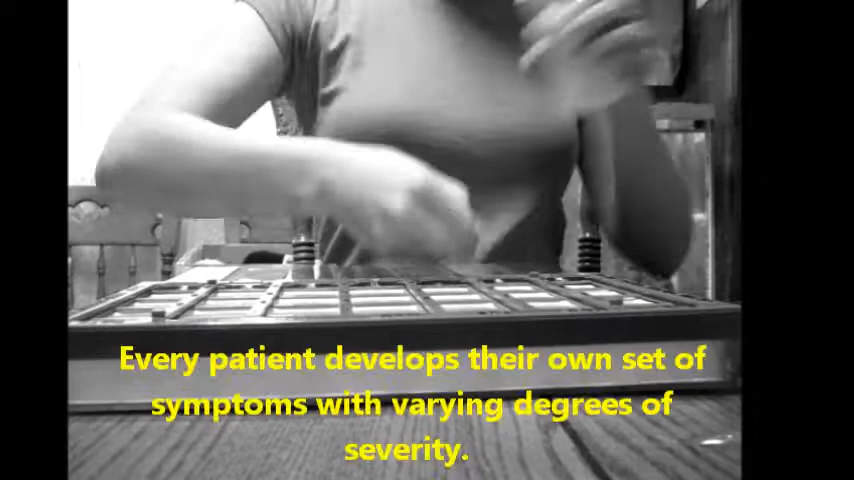 Every patient develops their own set of
symptoms with varying degrees of
severity.